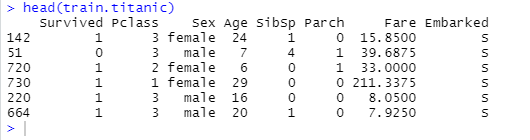 > head(train.titanic)
Survived Pclass Sex Age SibSp Parch Fare Embarked
142 1 3 female 24 1 0 15.8500 S
51 0 3 male 7 4 1 39.6875 S
720 1 2 female 6 0 1 33.0000 S
730 1 1 female 29 0 0 211.3375 S
220 1 3 male 16 0 0 8.0500 S
664 1 3 male 20 1 0 7.9250 S
>